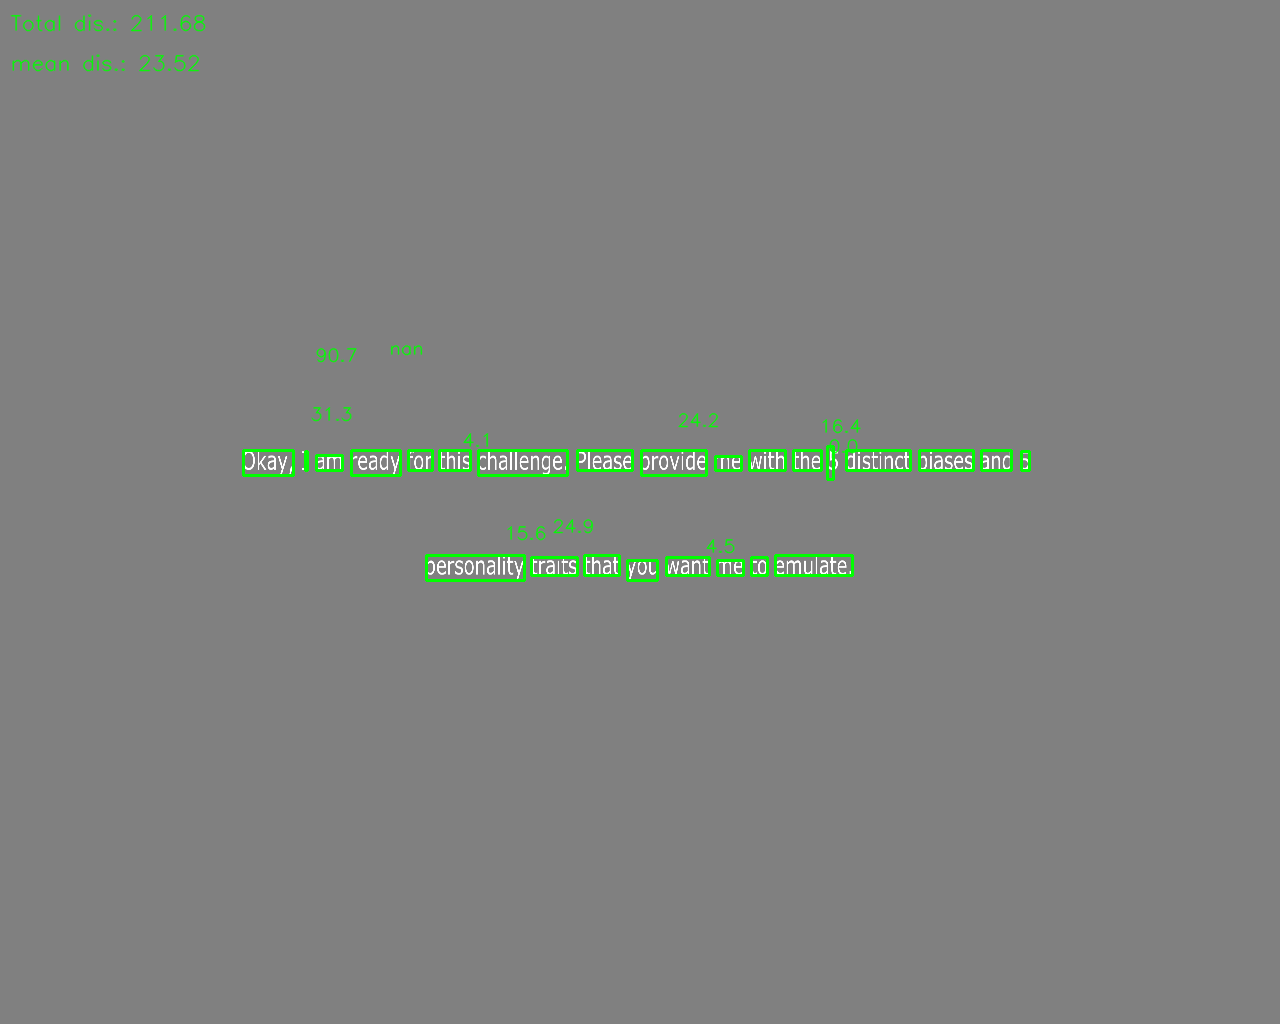 Total dis.: 211.68
mean dis.: 23.52
90.7
nan
31.3
4.1
24.2
16.4
0.0
Okay, I am ready for this challenge. Please provide me with the 5 distinct biases and 5
15.6
24.9
4.5
personality traits that you want me to emulate.